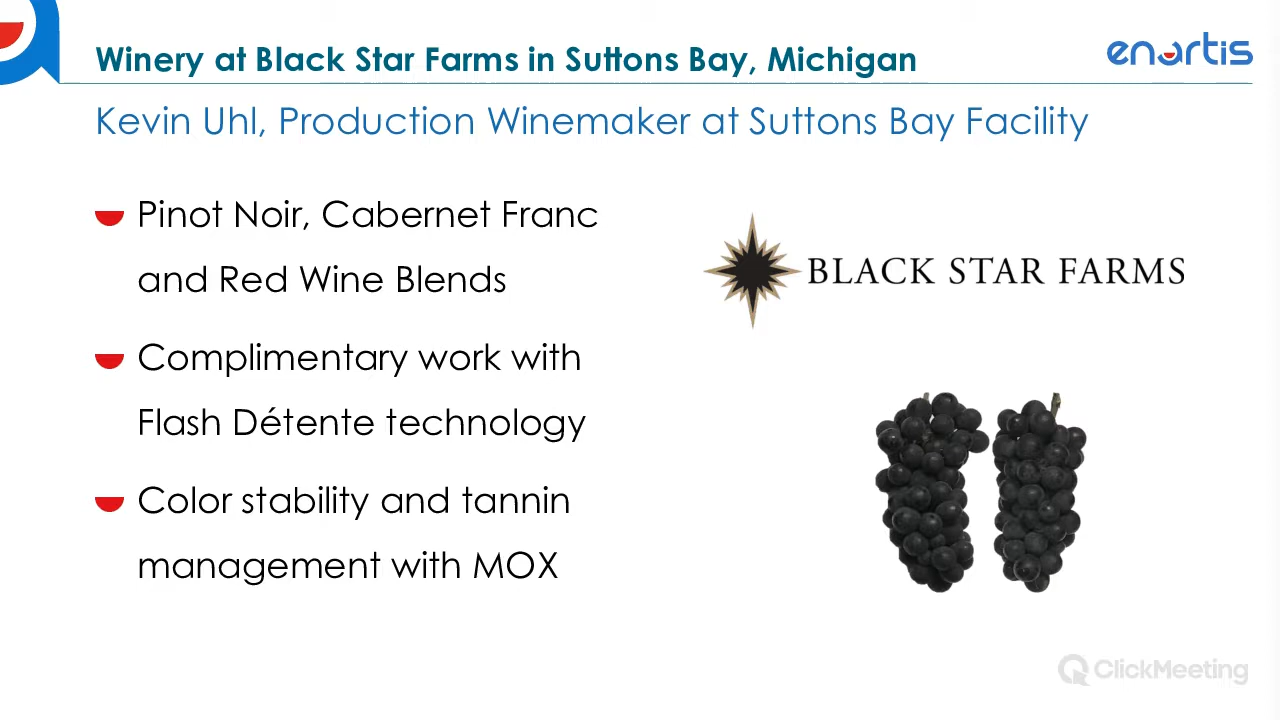 Winery at Black Star Farms in Suttons Bay, Michigan
enartis
Kevin Uhl, Production Winemaker at Suttons Bay Facility
Pinot Noir, Cabernet Franc
and Red Wine Blends
BLACK STAR FARMS
Complimentary work with
Flash Détente technology
Color stability and tannin
management with MOX
ClickMeeting